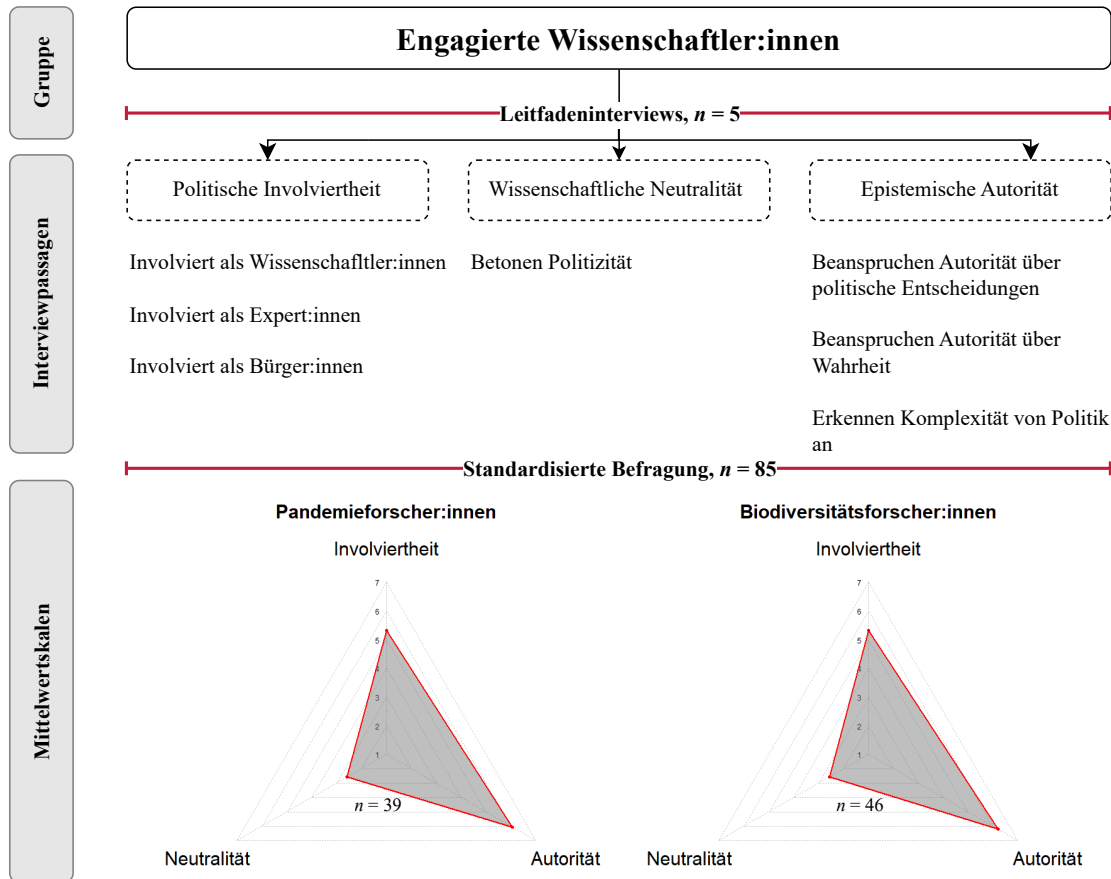 Gruppe
Engagierte Wissenschaftler:innen
Leitfadeninterviews, n = 5
Interviewpassagen
Politische Involviertheit
Wissenschaftliche Neutralität
Epistemische Autorität
Involviert als Wissenschafltler:innen
Involviert als Expert:innen
Involviert als Bürger:innen
Betonen Politizität
Beanspruchen Autorität über
politische Entscheidungen
Beanspruchen Autorität über
Wahrheit
Erkennen Komplexität von Politik
an
Standardisierte Befragung, n = 85
Mittelwertskalen
Pandemieforscher:innen
Involviertheit
7
6
5
4
3
2
1
n = 39
Neutralität
Autorität
Biodiversitätsforscher:innen
Involviertheit
7
6
5
4
3
2
1
n = 46
Neutralität
Autorität